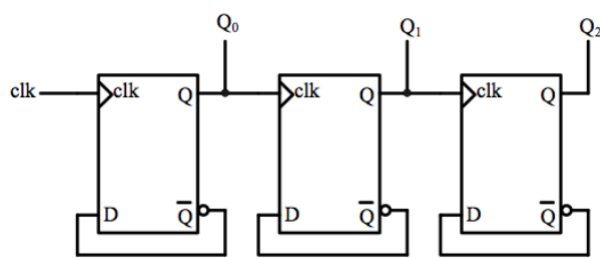 Q₀ Q₁ Q₂
clk clk Q clk Q clk Q
D Q̅ D Q̅ D Q̅